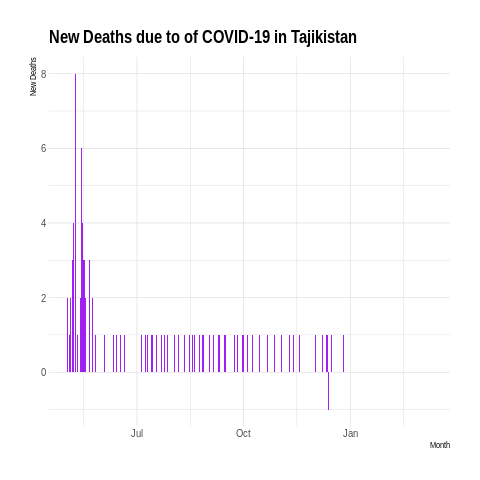 New Deaths due to of COVID-19 in Tajikistan
New Deaths
8
6
4
2
0
Jul Oct Jan
Month